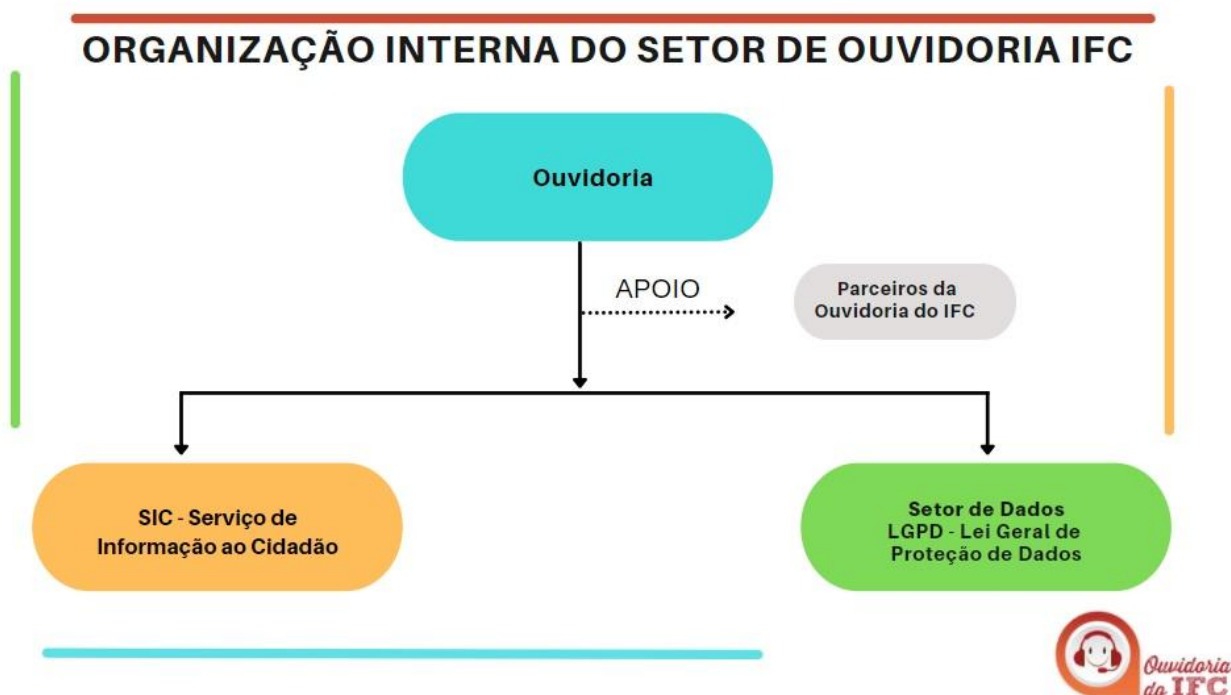 ORGANIZAÇÃO INTERNA DO SETOR DE OUVIDORIA IFC
Ouvidoria
APOIO
Parceiros da
Ouvidoria do IFC
SIC - Serviço de
Informação ao Cidadão
Setor de Dados
LGPD - Lei Geral de
Proteção de Dados
Ouvidoria
do IFC